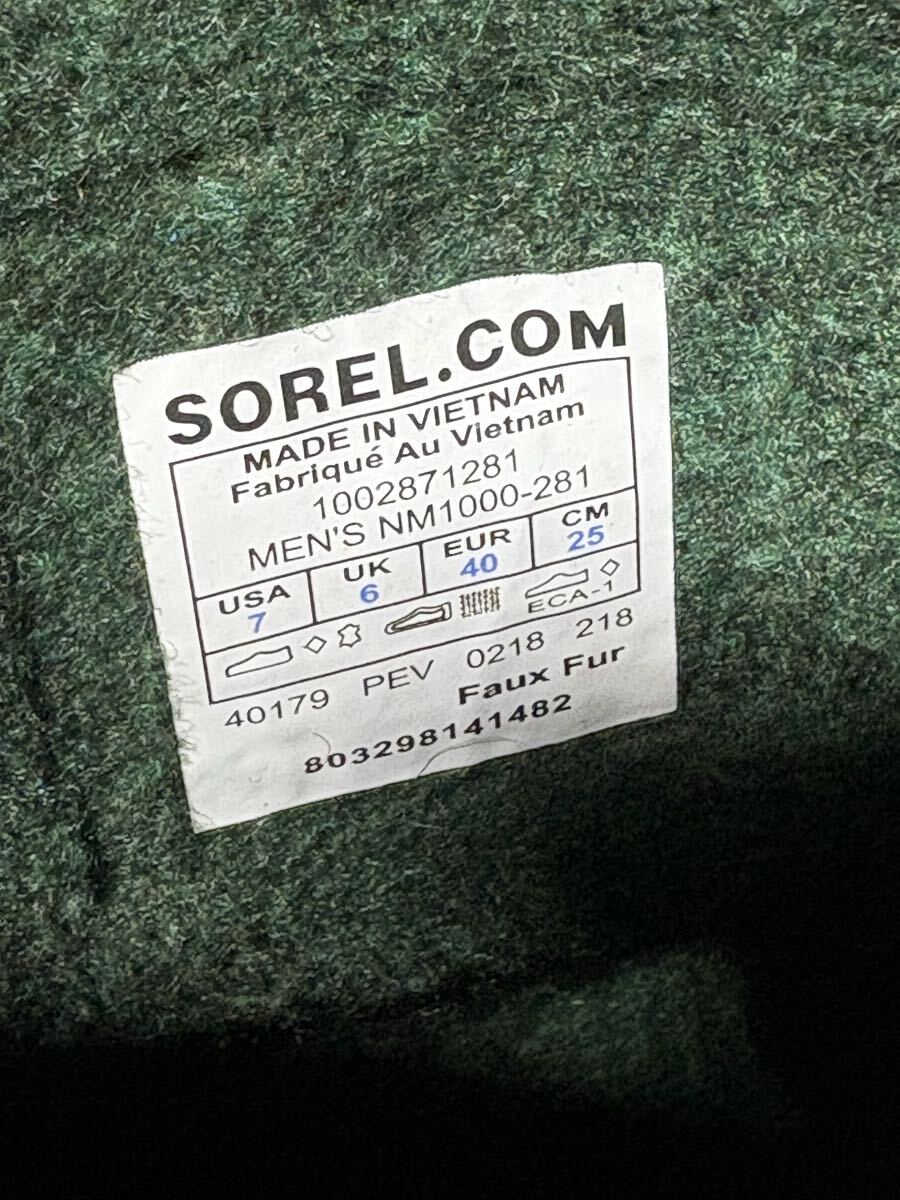 SOREL.COM
MADE IN VIETNAM
Fabriqué Au Vietnam
1002871281
MEN'S NM1000-281
USA UK EUR CM
7 6 40 25
ECA-1
40179 PEV 0218 218
Faux Fur
803298141482